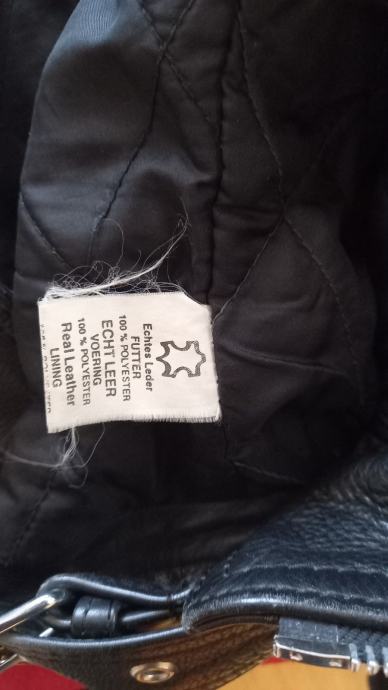 Echtes Leder
FUTTER
100 % POLYESTER
ECHT LEER
VOERING
100 % POLYESTER
Real Leather
LINING